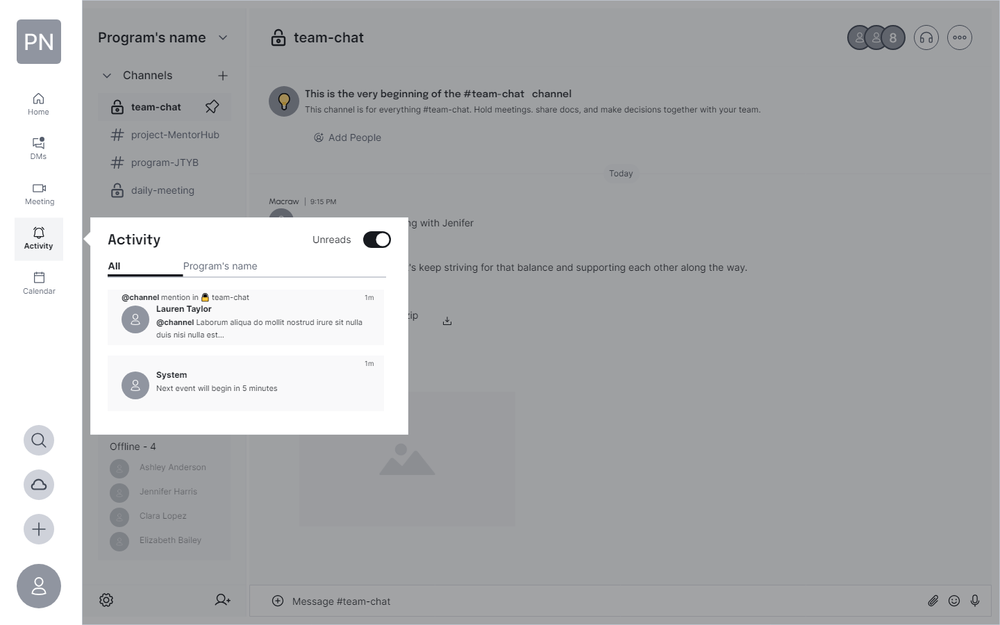 PN
Home
DMs
Meeting
Activity
Calendar
Program's name
Channels
team-chat
project-MentorHub
program-JTYB
daily-meeting
Offline - 4
Ashley Anderson
Jennifer Harris
Clara Lopez
Elizabeth Bailey
team-chat
8
This is the very beginning of the #team-chat channel
This channel is for everything #team-chat. Hold meetings. share docs, and make decisions together with your team.
Add People
Today
Macraw | 9:15 PM
with Jenifer
keep striving for that balance and supporting each other along the way.
zip
Message #team-chat
Activity
Unreads
All
Program's name
@channel mention in team-chat
1m
Lauren Taylor
@channel Laborum aliqua do mollit nostrud irure sit nulla
duis nisi nulla est...
1m
System
Next event will begin in 5 minutes